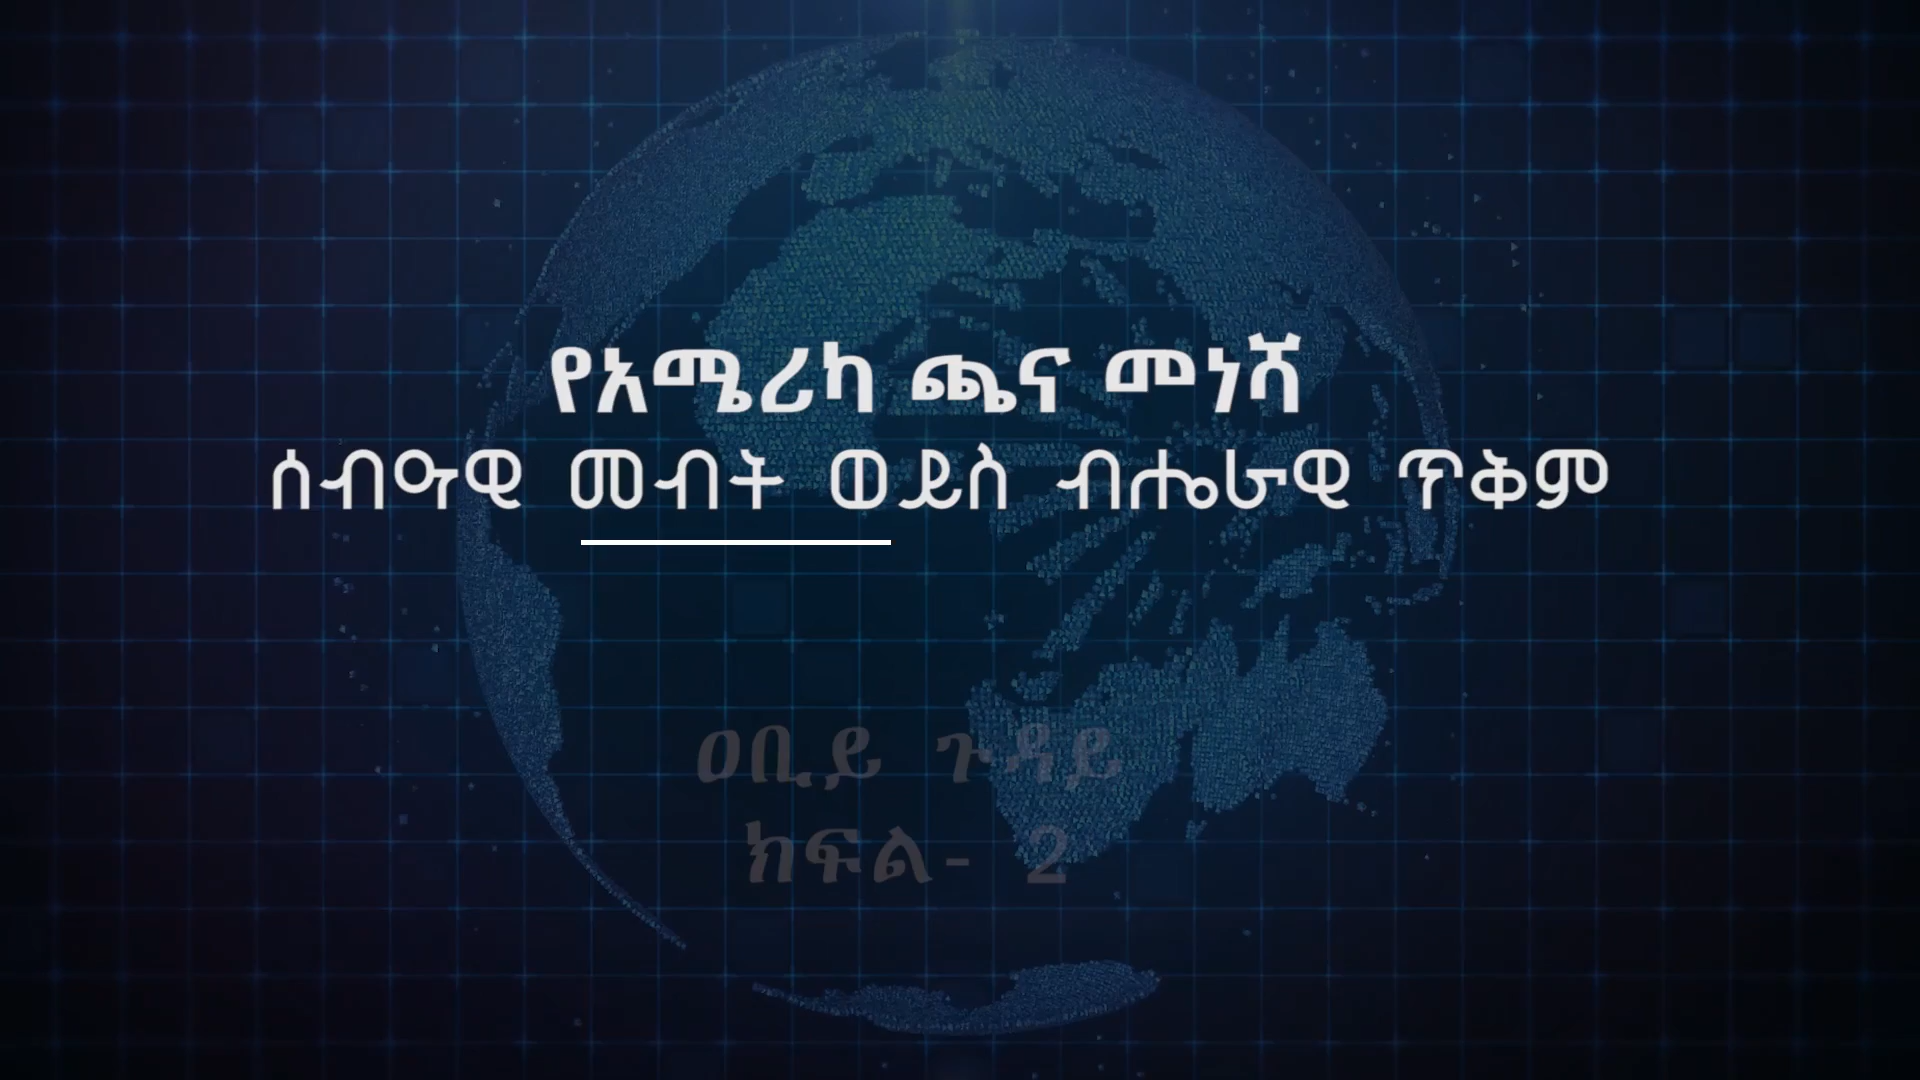 የአሜሪካ ጫና መነሻ
ሰብዓዊ መብት ወይስ ብሔራዊ ጥቅም
ዐቢይ ጉዳይ
ክፍል- 2